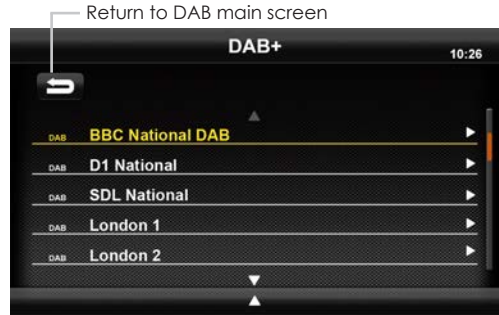 Return to DAB main screen
DAB+
10:26
DAB BBC National DAB
DAB D1 National
DAB SDL National
DAB London 1
DAB London 2